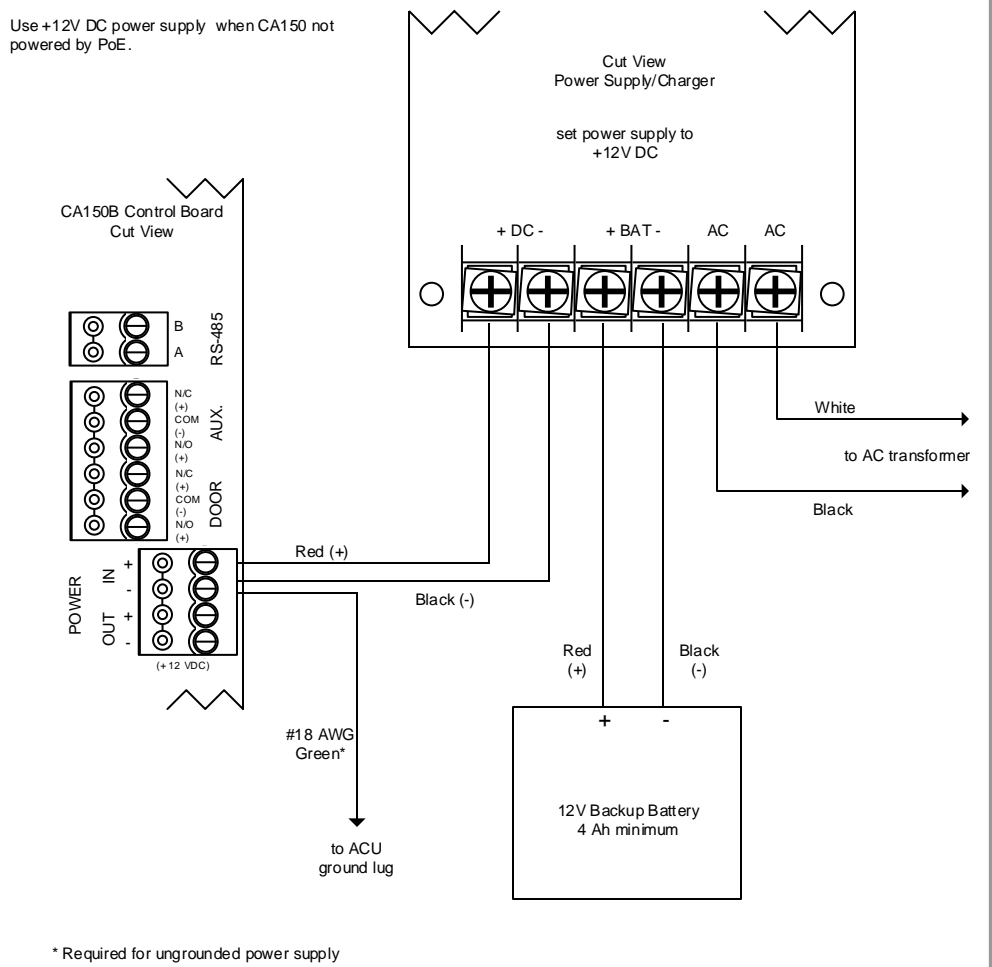 Use +12V DC power supply when CA150 not
powered by PoE.
Cut View
Power Supply/Charger
set power supply to
+12V DC
+ DC -
+ BAT -
AC
AC
CA150B Control Board
Cut View
B
A
RS-485
N/C
(+)
COM
(-)
N/O
(+)
AUX.
N/C
(+)
COM
(-)
N/O
(+)
DOOR
POWER
IN
+
-
OUT
+
-
(+12 VDC)
White
to AC transformer
Black
Red (+)
Black (-)
Red
(+)
Black
(-)
#18 AWG
Green*
to ACU
ground lug
+
-
12V Backup Battery
4 Ah minimum
* Required for ungrounded power supply